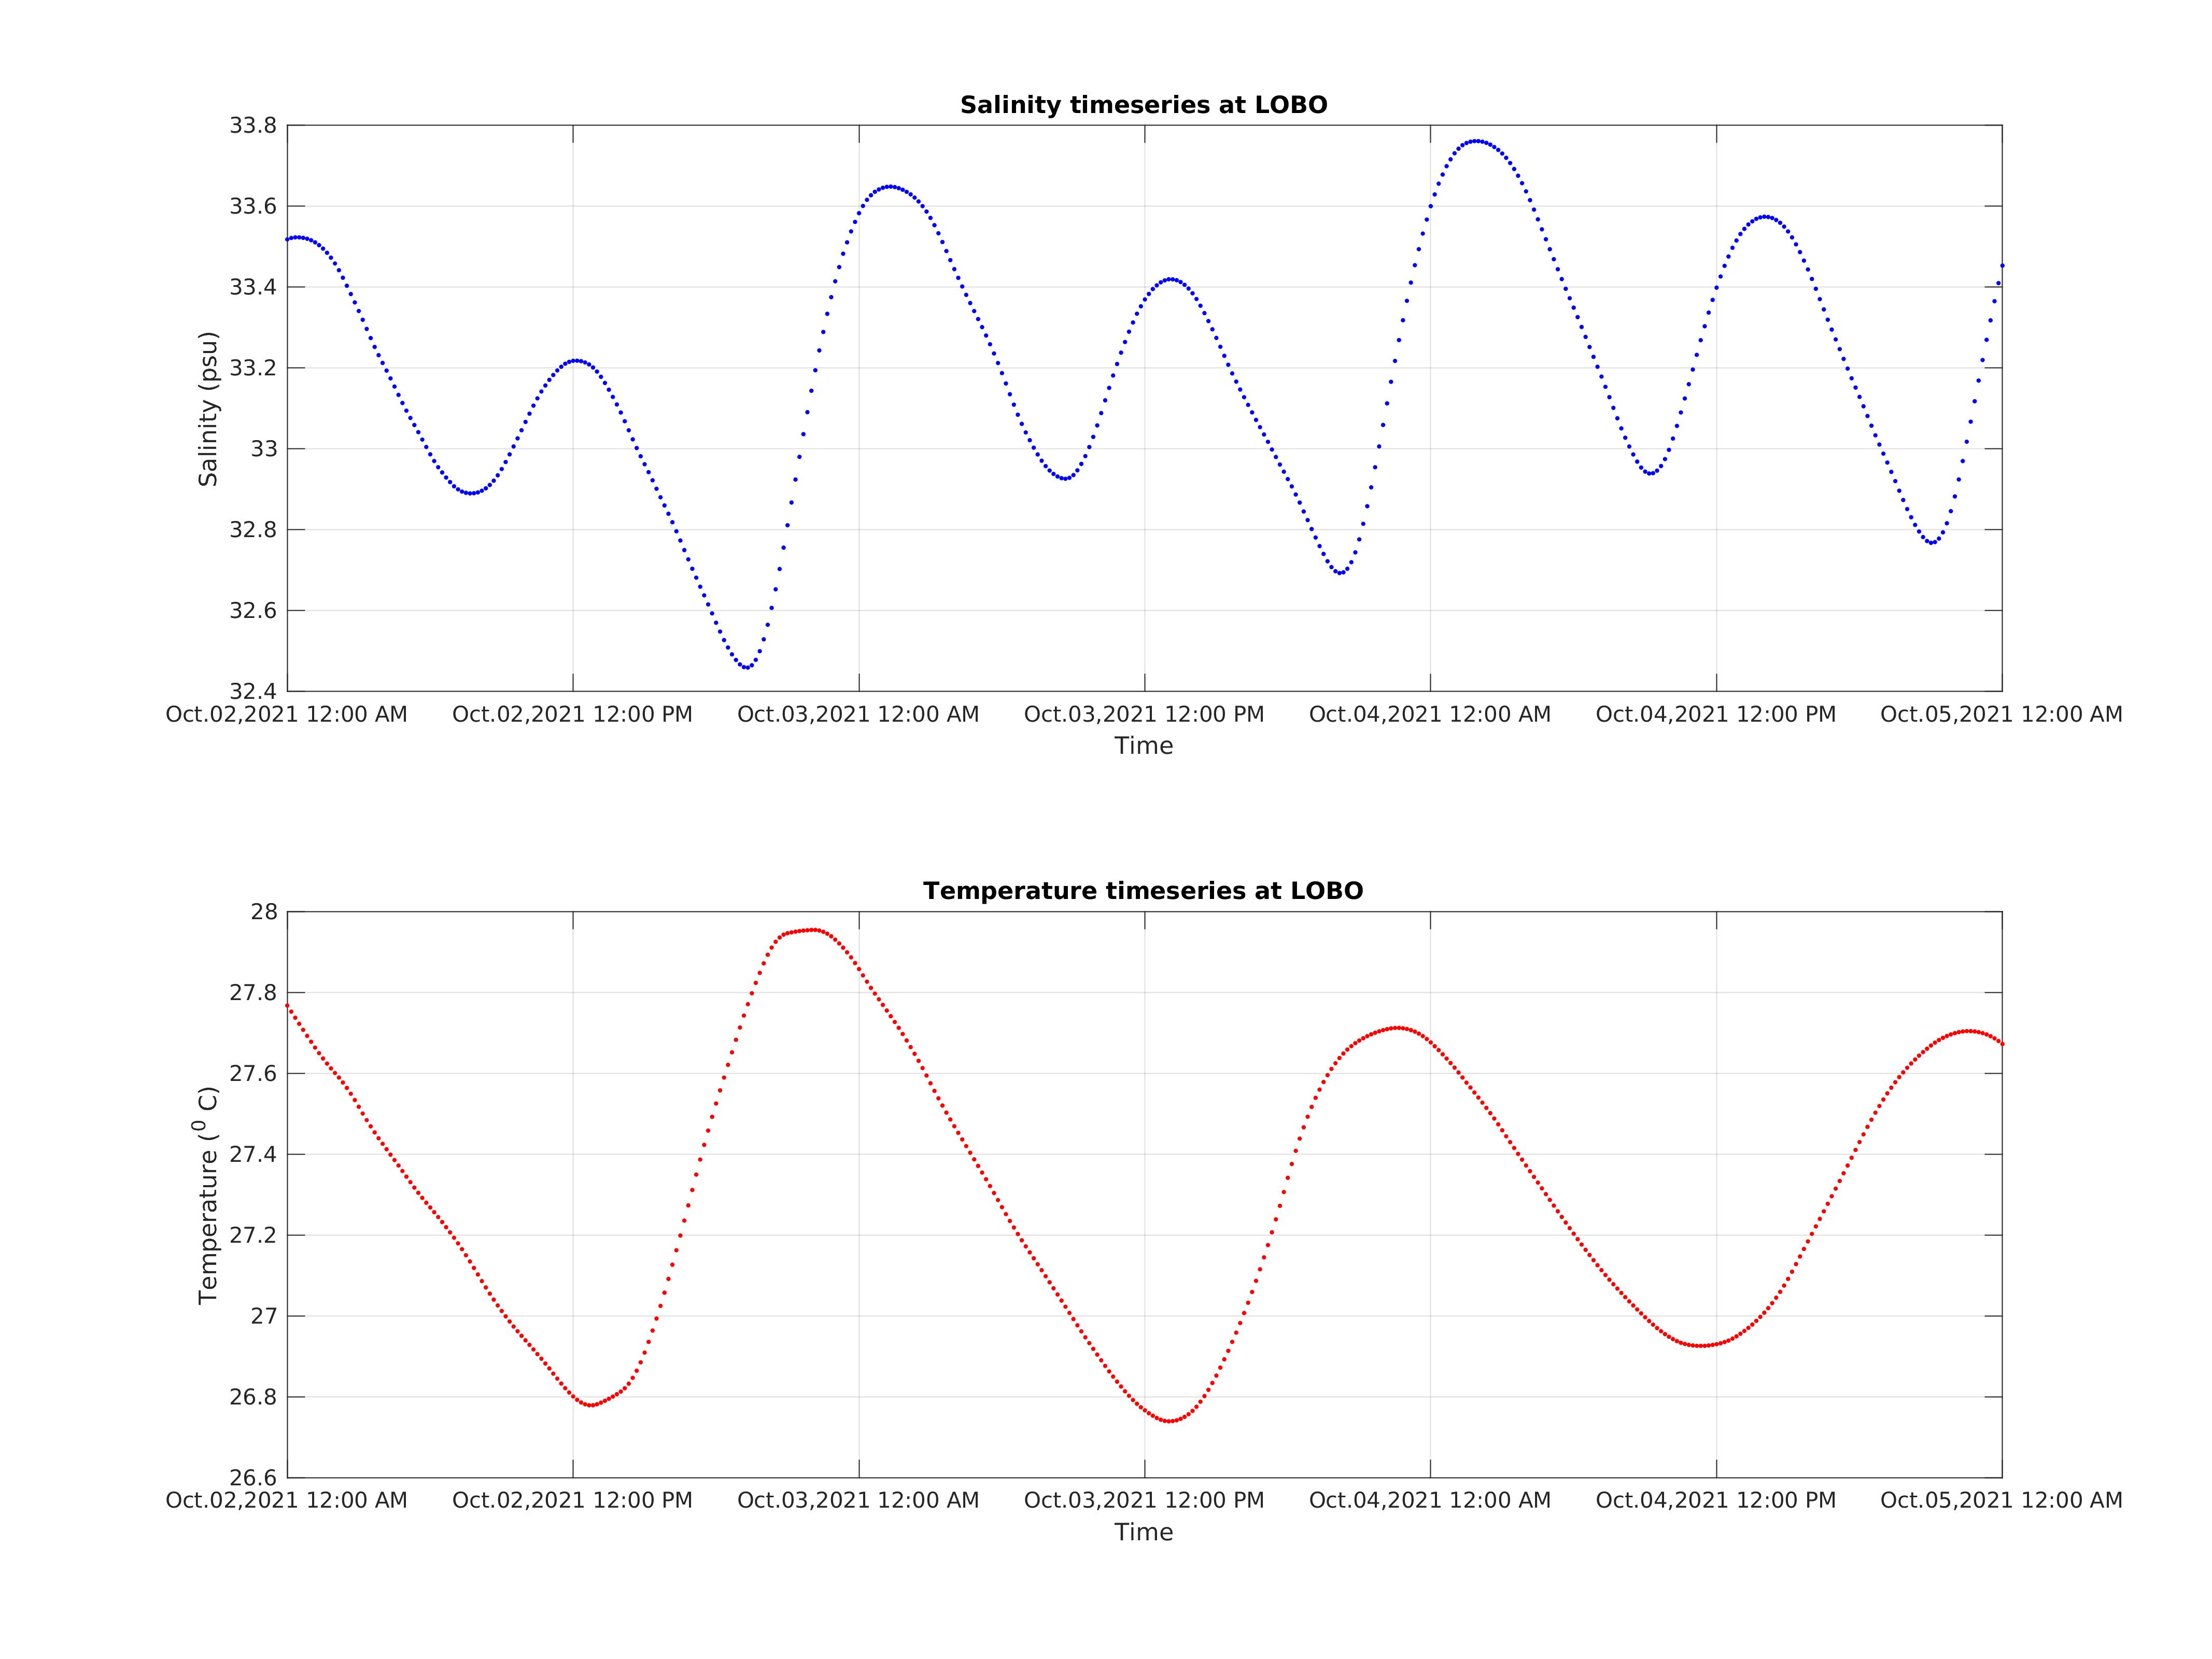 Salinity timeseries at LOBO
33.8
33.6
33.4
33.2
33
32.8
32.6
32.4
Salinity (psu)
Oct.02,2021 12:00 AM Oct.02,2021 12:00 PM Oct.03,2021 12:00 AM Oct.03,2021 12:00 PM Oct.04,2021 12:00 AM Oct.04,2021 12:00 PM Oct.05,2021 12:00 AM
Time
Temperature timeseries at LOBO
28
27.8
27.6
27.4
27.2
27
26.8
26.6
Temperature (⁰ C)
Oct.02,2021 12:00 AM Oct.02,2021 12:00 PM Oct.03,2021 12:00 AM Oct.03,2021 12:00 PM Oct.04,2021 12:00 AM Oct.04,2021 12:00 PM Oct.05,2021 12:00 AM
Time